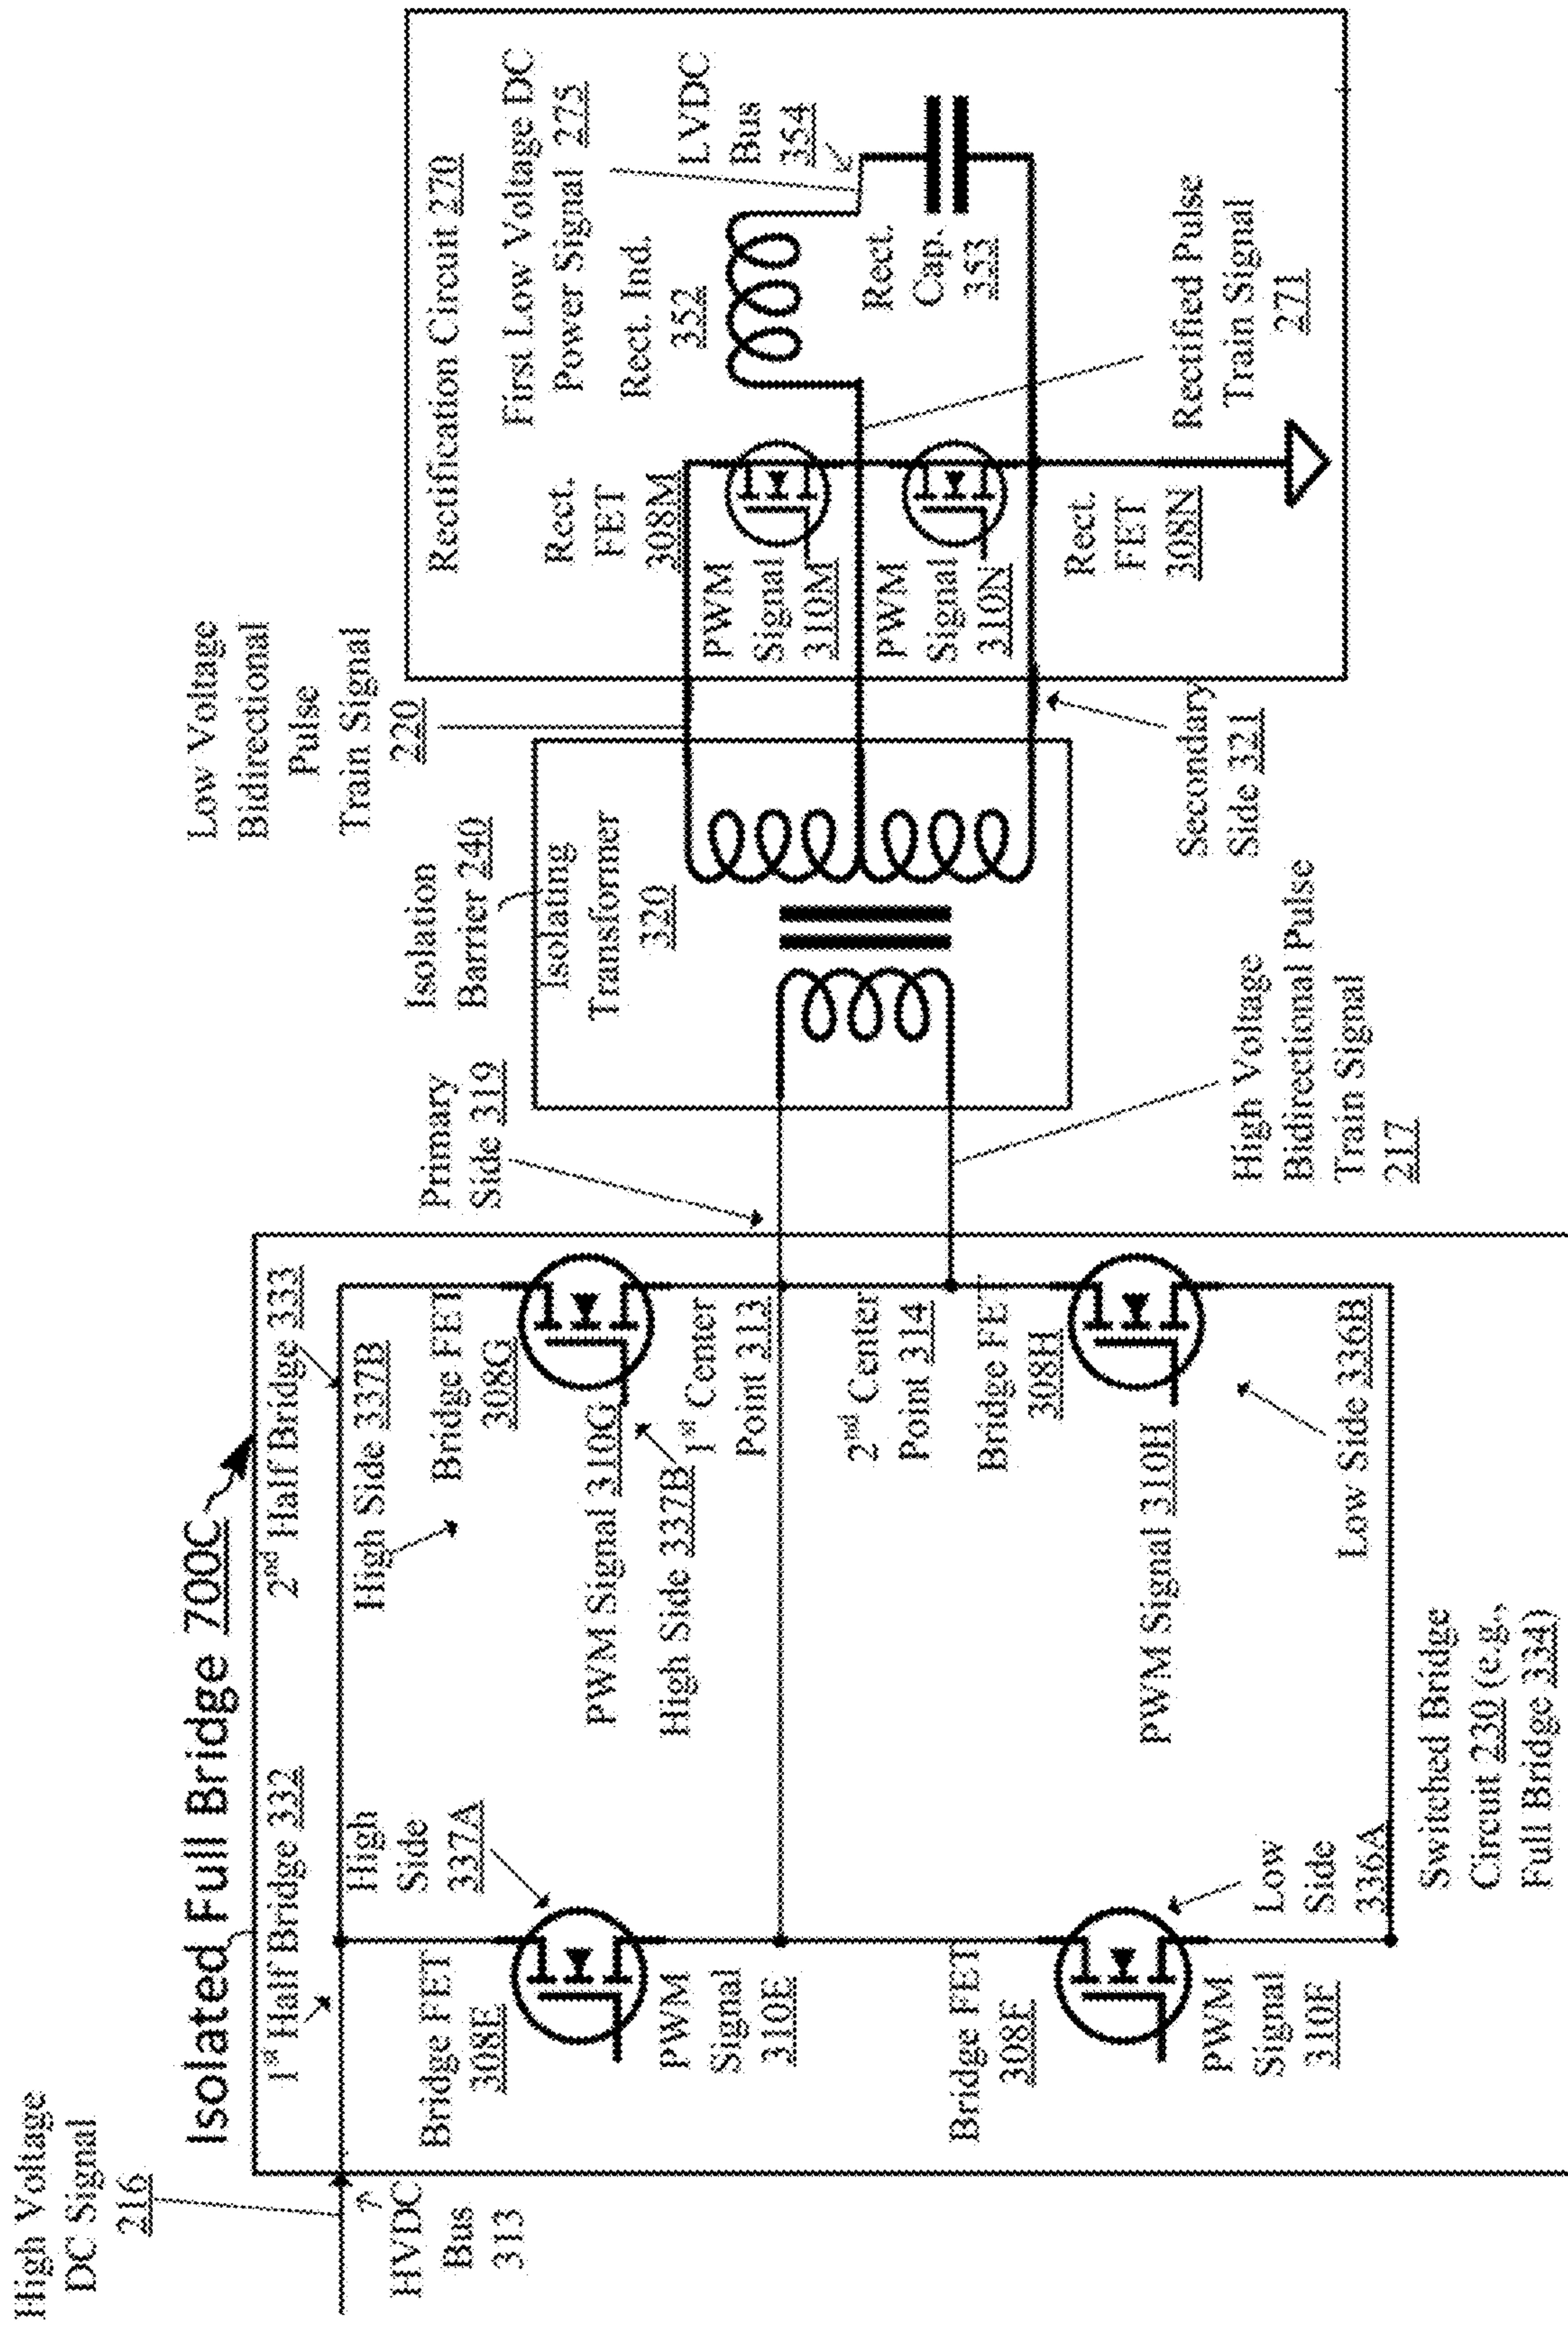 High Voltage
DC Signal
216
HVDC
Bus
313
Isolated Full Bridge 700C
1st Half Bridge 332
2nd Half Bridge 333
High
Side
337A
High Side 337B
Bridge FET
308E
PWM
Signal
310E
Bridge FET
308F
PWM
Signal
310F
Low
Side
336A
Bridge FET
308G
PWM Signal 310G
High Side 337B
1st Center
Point 313
2nd Center
Point 314
Bridge FET
308H
PWM Signal 310H
Low Side 336B
Switched Bridge
Circuit 230 (e.g.,
Full Bridge 334)
Primary
Side 319
High Voltage
Bidirectional Pulse
Train Signal
217
Isolation
Barrier 240
Isolating
Transformer
320
Low Voltage
Bidirectional
Pulse
Train Signal
220
Secondary
Side 321
Rectification Circuit 270
First Low Voltage DC
Power Signal 275
Rect.
FET
308M
Rect. Ind.
352
LVDC
Bus
354
PWM
Signal
310M
PWM
Signal
310N
Rect.
Cap.
353
Rect.
FET
308N
Rectified Pulse
Train Signal
271